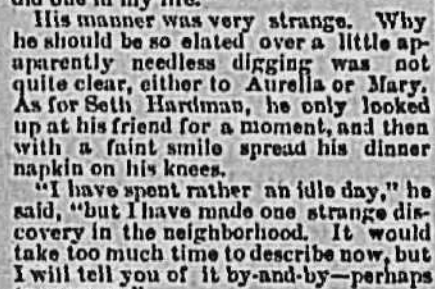 His manner was very strange. Why
he should be so elated over a little ap-
aparently needless digging was not
quite clear, either to Aurelia or Mary.
As for Seth Hardman, he only looked
up at his friend for a moment, and then
with a faint smile spread his dinner
napkin on his knees.
"I have spent rather an idle day," he
said, "but I have made one strange dis-
covery in the neighborhood. It would
take too much time to describe now, but
I will tell you of it by-and-by—perhaps